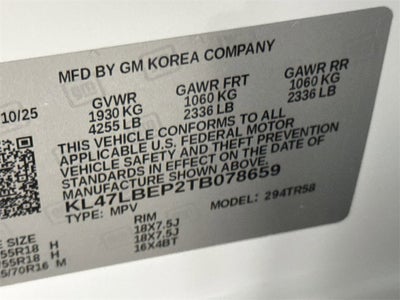 MFD BY GM KOREA COMPANY
10/25 GVWR GAWR FRT GAWR RR
1930 KG 1060 KG 1060 KG
4255 LB 2336 LB 2336 LB
THIS VEHICLE CONFORMS TO ALL
APPLICABLE U.S. FEDERAL MOTOR
VEHICLE SAFETY AND THEFT PREVENTION
STANDARDS IN EFFECT ON THE DATE OF
MANUFACTURE SHOWN ABOVE.
KL47LBEP2TB078659
TYPE: MPV MODEL: 294TR58
E SIZE RIM
55R18 H 18X7.5J
55R18 H 18X7.5J
5/70R16 M 16X4BT